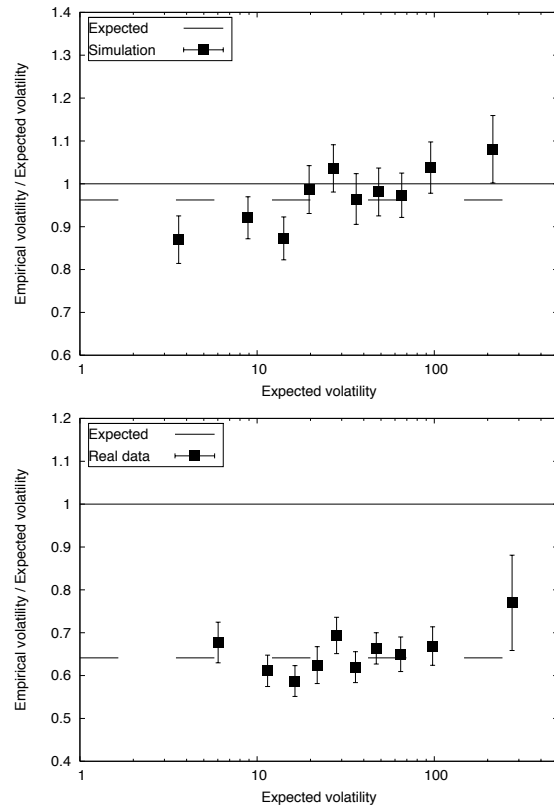 1.4
1.3
1.2
1.1
1
0.9
0.8
0.7
0.6
Expected
Simulation
Empirical volatility / Expected volatility
1 10 100
Expected volatility
1.2
1.1
1
0.9
0.8
0.7
0.6
0.5
0.4
Expected
Real data
Empirical volatility / Expected volatility
1 10 100
Expected volatility